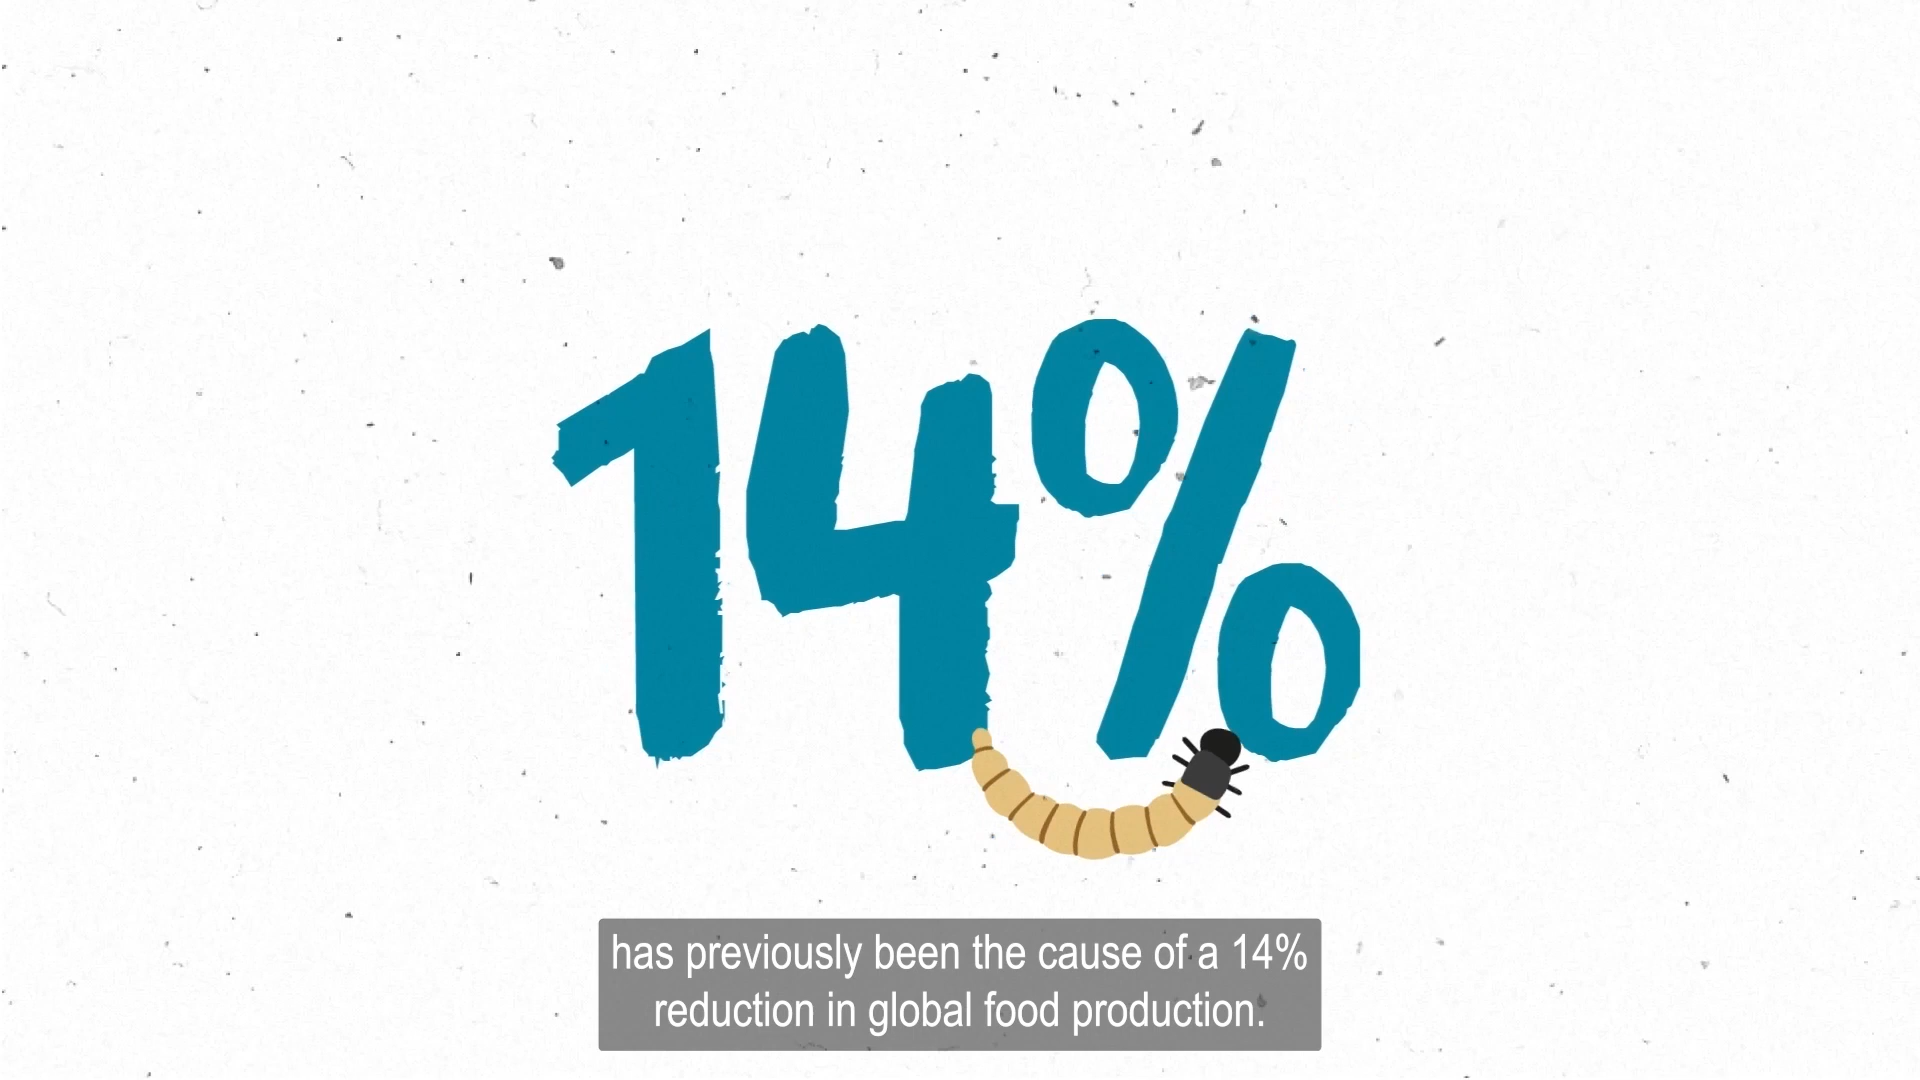 14%
has previously been the cause of a 14%
reduction in global food production.